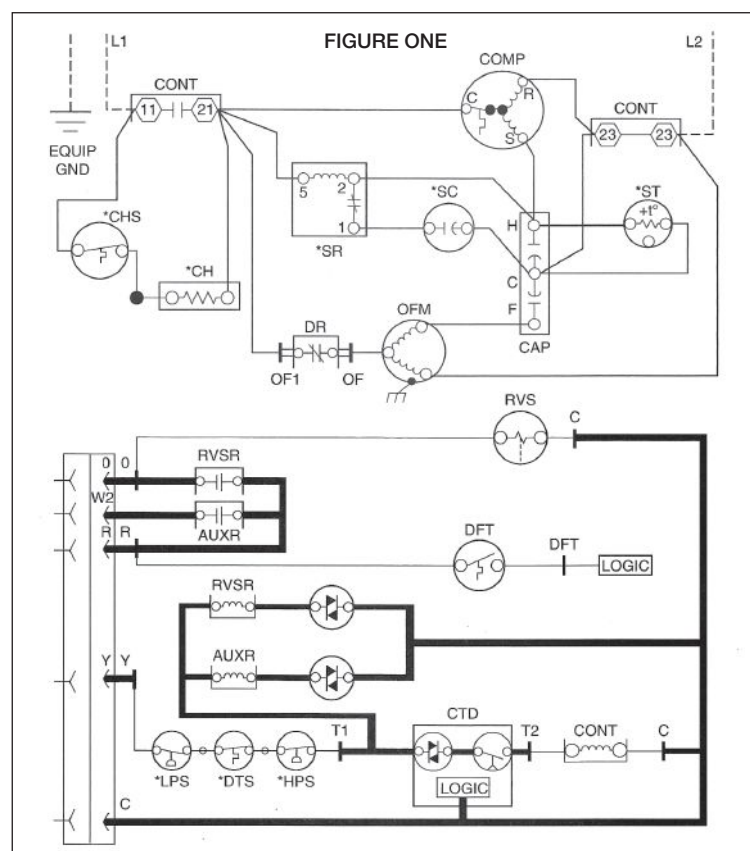 FIGURE ONE
L1
L2
COMP
CONT
11
21
C
R
S
CONT
23
23
EQUIP
GND
*CHS
*CH
5
2
1
*SR
*SC
H
C
F
CAP
*ST
+t°
DR
OF1
OF
OFM
RVS
C
0
0
RVSR
W2
AUXR
R
R
DFT
DFT
LOGIC
RVSR
AUXR
Y
Y
T1
CTD
T2
CONT
C
LOGIC
*LPS
*DTS
*HPS
C